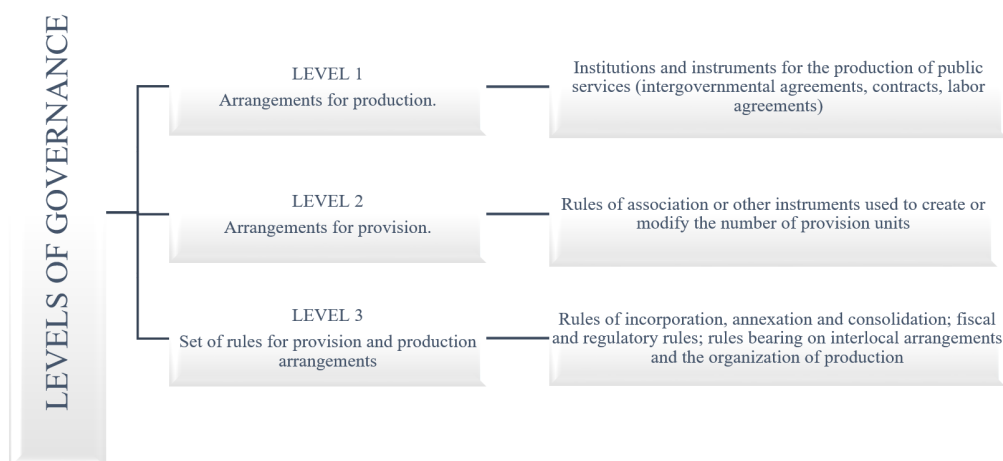 LEVELS OF GOVERNANCE
LEVEL 1
Arrangements for production.
Institutions and instruments for the production of public
services (intergovernmental agreements, contracts, labor
agreements)
LEVEL 2
Arrangements for provision.
Rules of association or other instruments used to create or
modify the number of provision units
LEVEL 3
Set of rules for provision and production
arrangements
Rules of incorporation, annexation and consolidation; fiscal
and regulatory rules; rules bearing on interlocal arrangements
and the organization of production